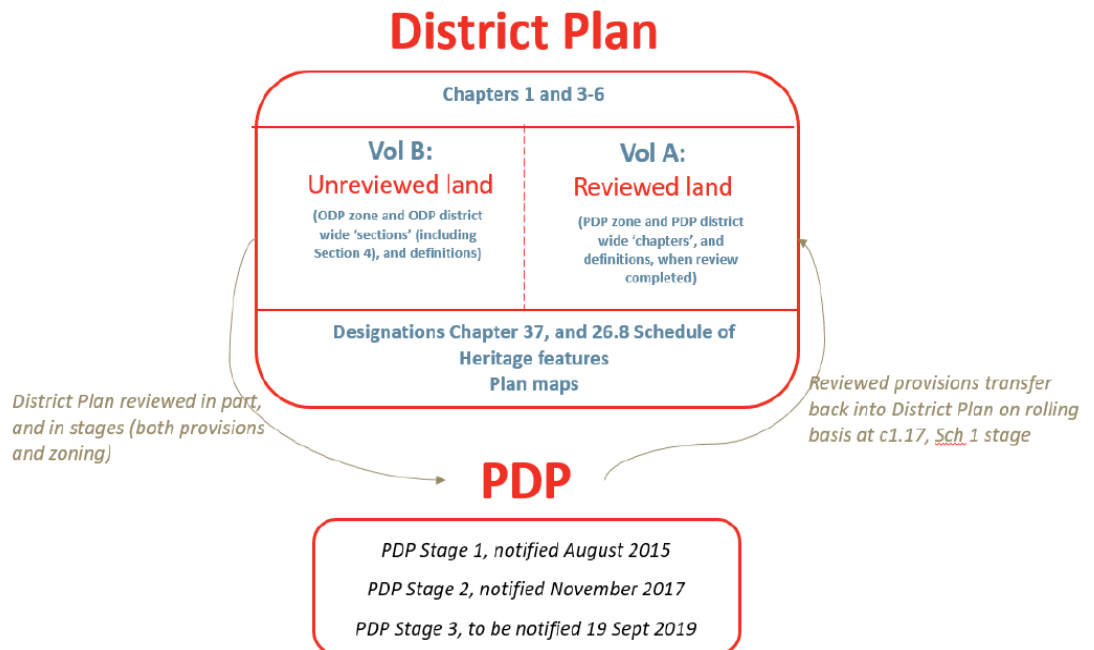 District Plan
Chapters 1 and 3-6
Vol B:
Unreviewed land
(ODP zone and ODP district
wide ‘sections’ (including
Section 4), and definitions)
Vol A:
Reviewed land
(PDP zone and PDP district
wide ‘chapters’, and
definitions, when review
completed)
Designations Chapter 37, and 26.8 Schedule of
Heritage features
Plan maps
District Plan reviewed in part,
and in stages (both provisions
and zoning)
Reviewed provisions transfer
back into District Plan on rolling
basis at c1.17, Sch 1 stage
PDP
PDP Stage 1, notified August 2015
PDP Stage 2, notified November 2017
PDP Stage 3, to be notified 19 Sept 2019